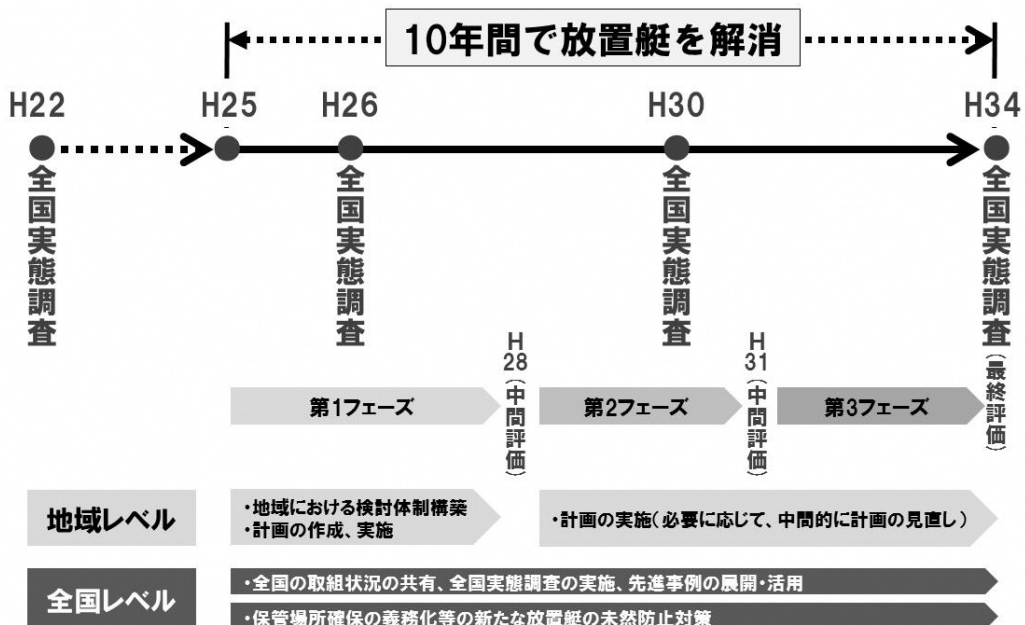 10年間で放置艇を解消
H22
H25
H26
H30
H34
全国実態調査
全国実態調査
全国実態調査
全国実態調査(最終評価)
H28(中間評価)
H31(中間評価)
第1フェーズ
第2フェーズ
第3フェーズ
地域レベル
・地域における検討体制構築
・計画の作成、実施
・計画の実施(必要に応じて、中間的に計画の見直し)
全国レベル
・全国の取組状況の共有、全国実態調査の実施、先進事例の展開・活用
・保管場所確保の義務化等の新たな放置艇の未然防止対策